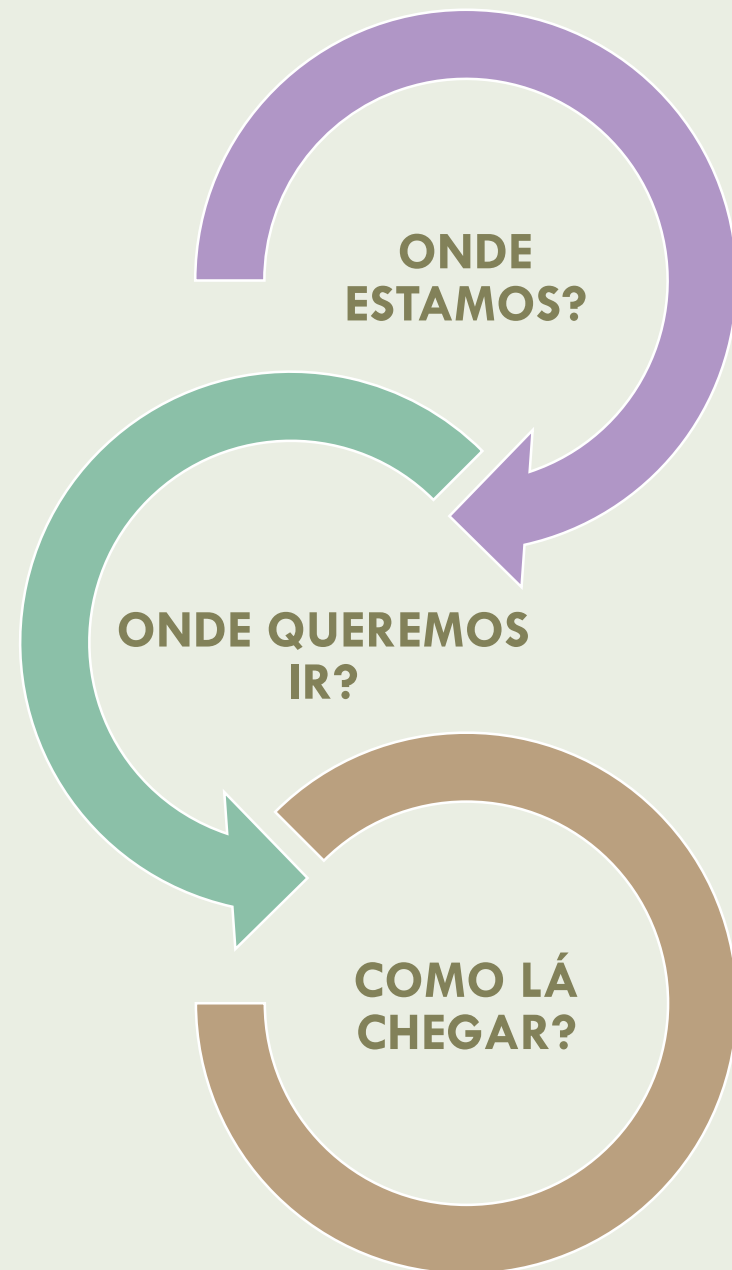 ONDE
ESTAMOS?
ONDE QUEREMOS
IR?
COMO LÁ
CHEGAR?